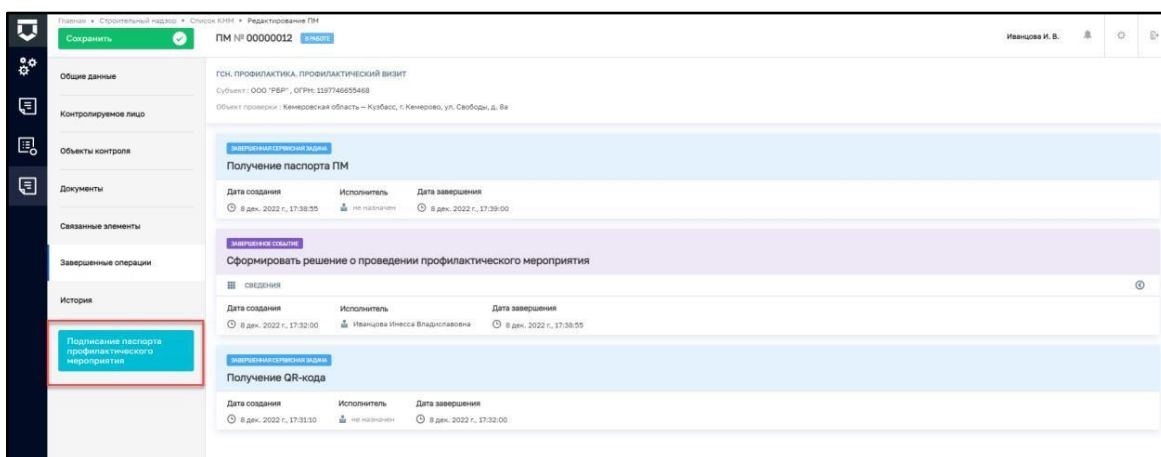 Главная • Строительный надзор • Список КНМ • Редактирование ПМ
Сохранить
ПМ № 00000012 В РАБОТЕ
Иванцова И. В.
Общие данные
Контролируемое лицо
Объекты контроля
Документы
Связанные элементы
Завершенные операции
История
Подписание паспорта
профилактического
мероприятия
ГСН. ПРОФИЛАКТИКА. ПРОФИЛАКТИЧЕСКИЙ ВИЗИТ
Субъект : ООО "РБР" , ОГРН: 1197746655468
Объект проверки : Кемеровская область — Кузбасс, г. Кемерово, ул. Свободы, д. 8а
ЗАВЕРШЕННАЯ СЕРВИСНАЯ ЗАДАЧА
Получение паспорта ПМ
Дата создания Исполнитель Дата завершения
8 дек. 2022 г., 17:38:55 не назначен 8 дек. 2022 г., 17:39:00
ЗАВЕРШЕННОЕ СОБЫТИЕ
Сформировать решение о проведении профилактического мероприятия
СВЕДЕНИЯ
Дата создания Исполнитель Дата завершения
8 дек. 2022 г., 17:32:00 Иванцова Инесса Владиславовна 8 дек. 2022 г., 17:38:55
ЗАВЕРШЕННАЯ СЕРВИСНАЯ ЗАДАЧА
Получение QR-кода
Дата создания Исполнитель Дата завершения
8 дек. 2022 г., 17:31:10 не назначен 8 дек. 2022 г., 17:32:00